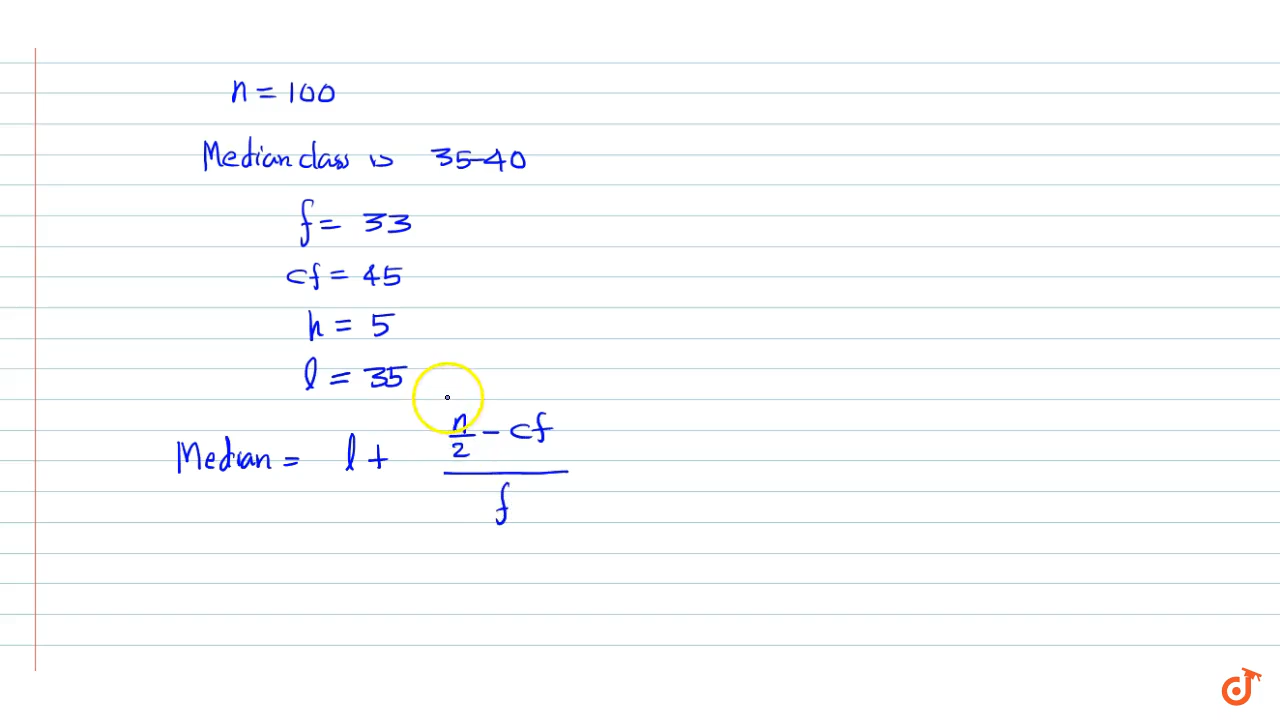 n = 100
Median class is 35-40
f = 33
cf = 45
h = 5
l = 35
Median = l + (n/2 - cf)/f